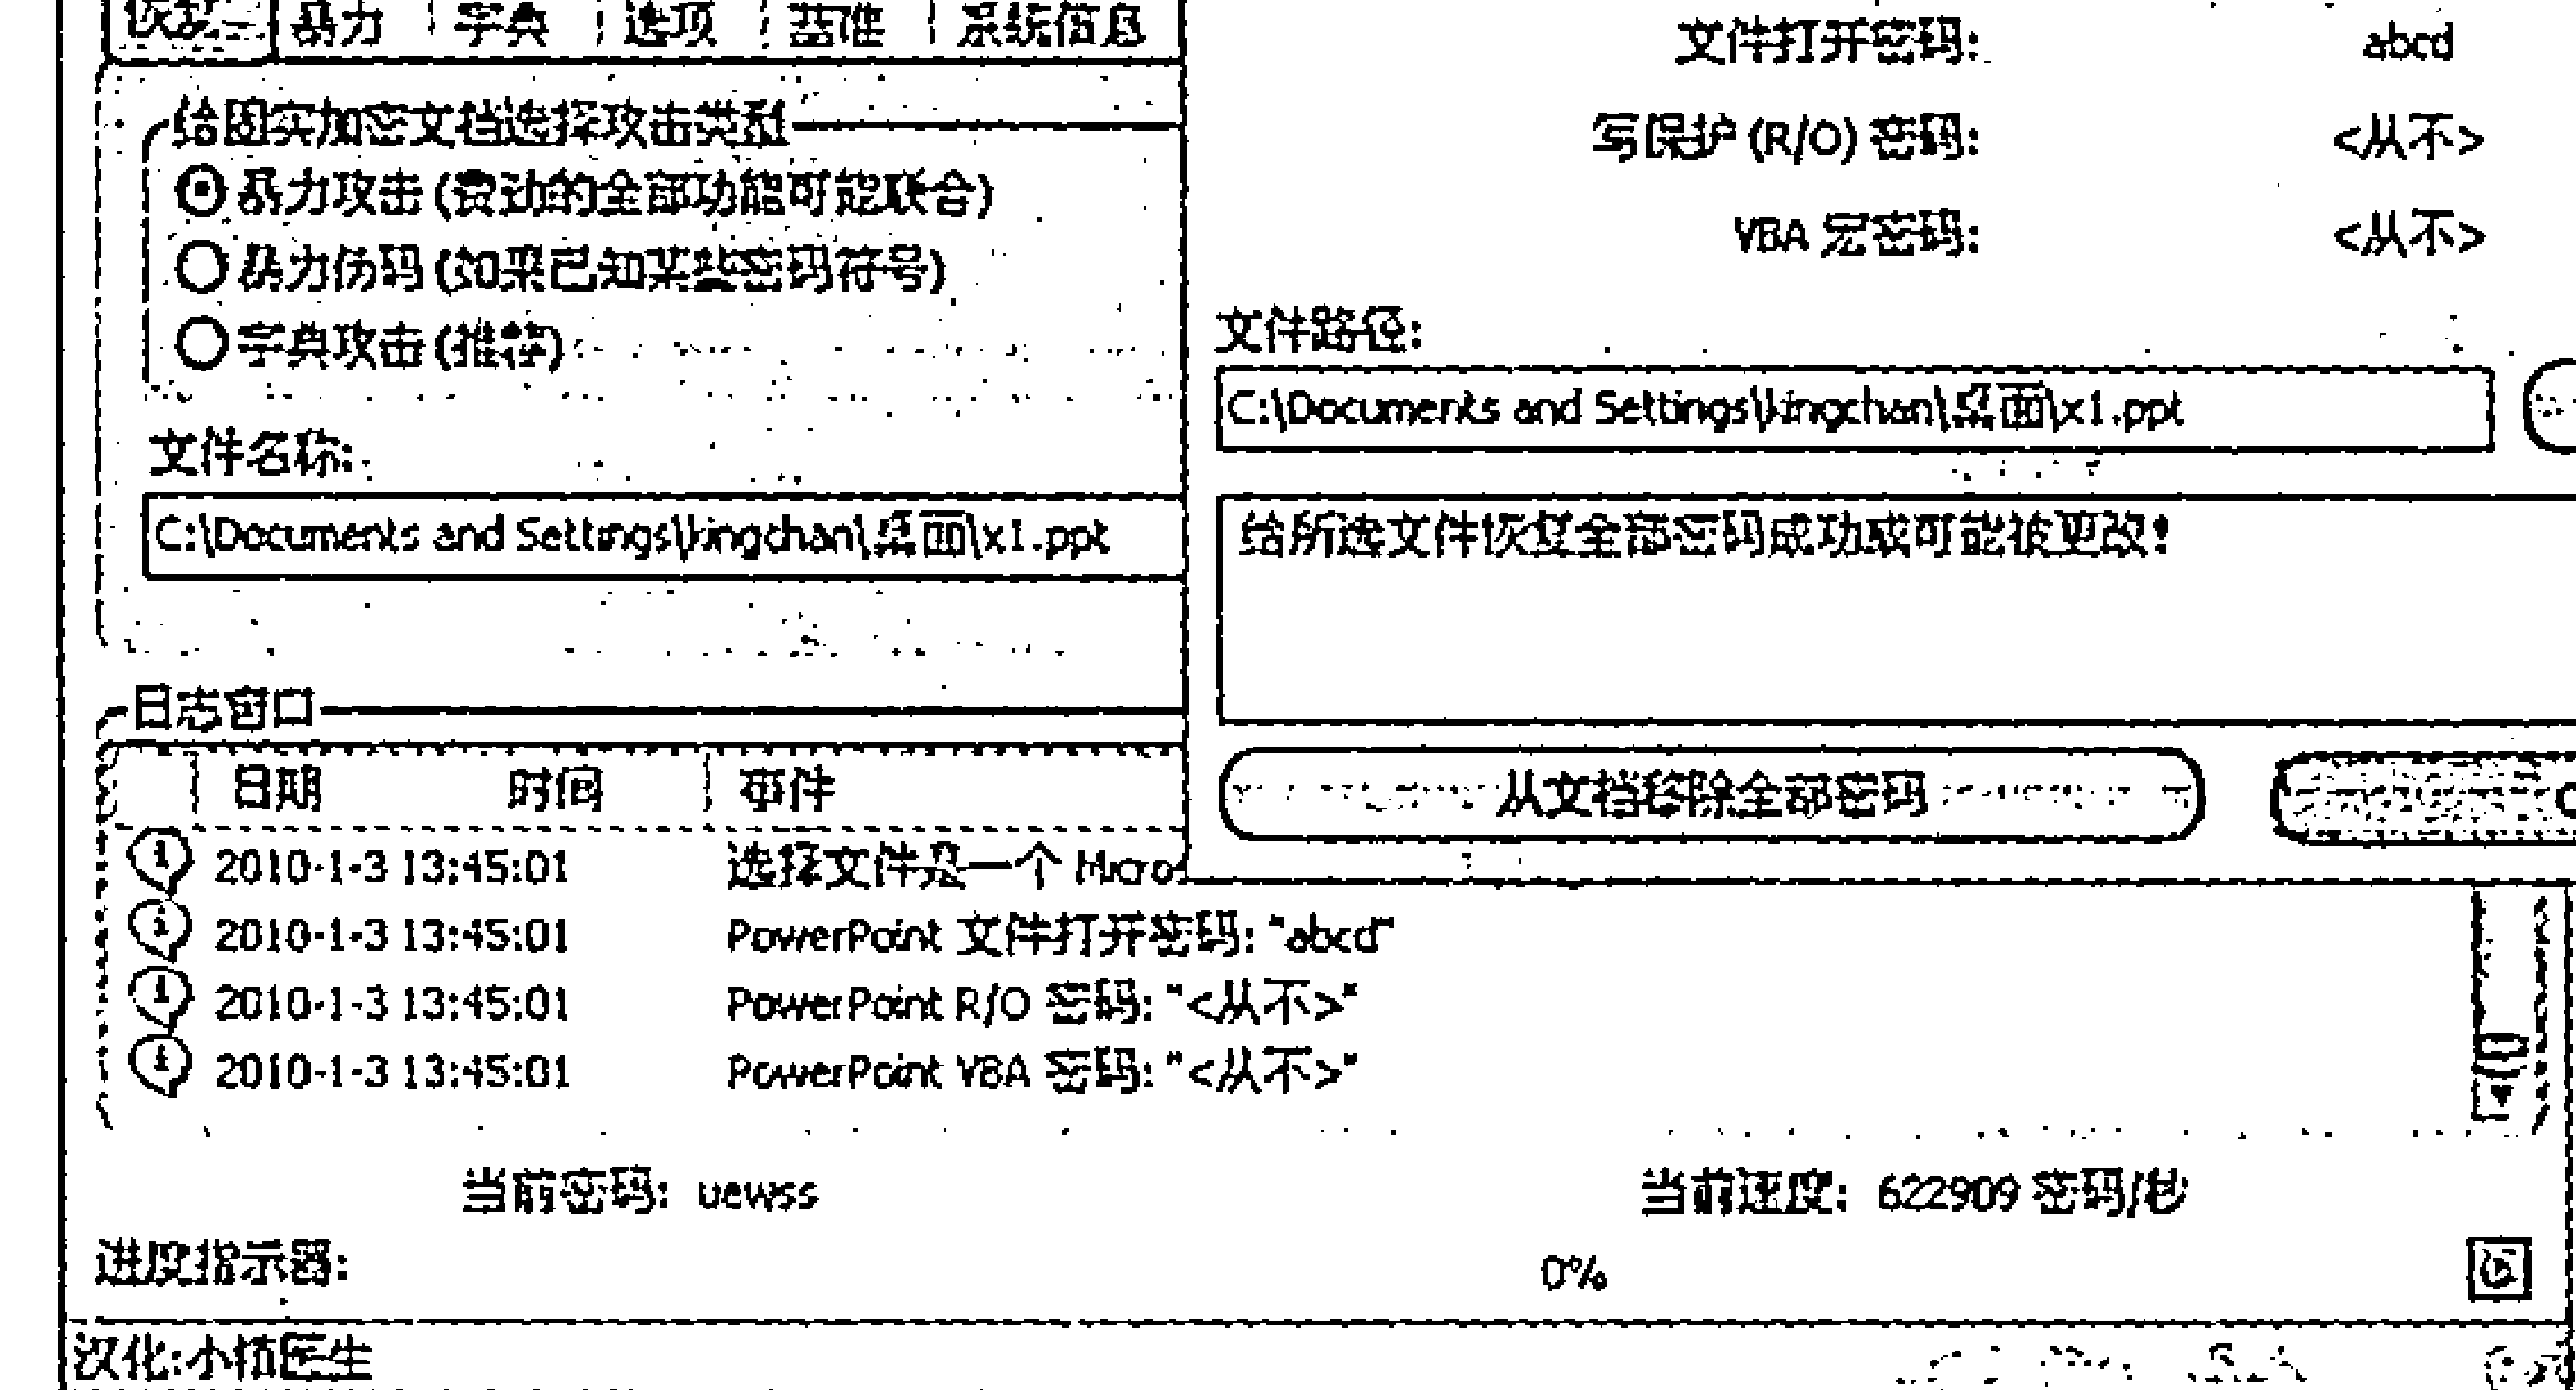 恢复 暴力 字典 选项 基准 系统信息
给图实加密文档选择攻击类型
暴力攻击 (费劲的全部功能可能联合)
暴力伪码 (如果已知某些密码符号)
字典攻击 (推荐)
文件名称:
C:\Documents and Settings\kingchan\桌面\x1.ppt
文件打开密码: abcd
写保护 (R/O) 密码: <从不>
VBA 宏密码: <从不>
文件路径:
C:\Documents and Settings\kingchan\桌面\x1.ppt
给所选文件恢复全部密码成功或可能被更改!
从文档移除全部密码
日志窗口
日期 时间 事件
2010-1-3 13:45:01 选择文件是一个 Micros
2010-1-3 13:45:01 PowerPoint 文件打开密码: "abcd"
2010-1-3 13:45:01 PowerPoint R/O 密码: "<从不>"
2010-1-3 13:45:01 PowerPoint VBA 密码: "<从不>"
当前密码: uewss 当前速度: 622909 密码/秒
进度指示器: 0%
汉化:小猫医生